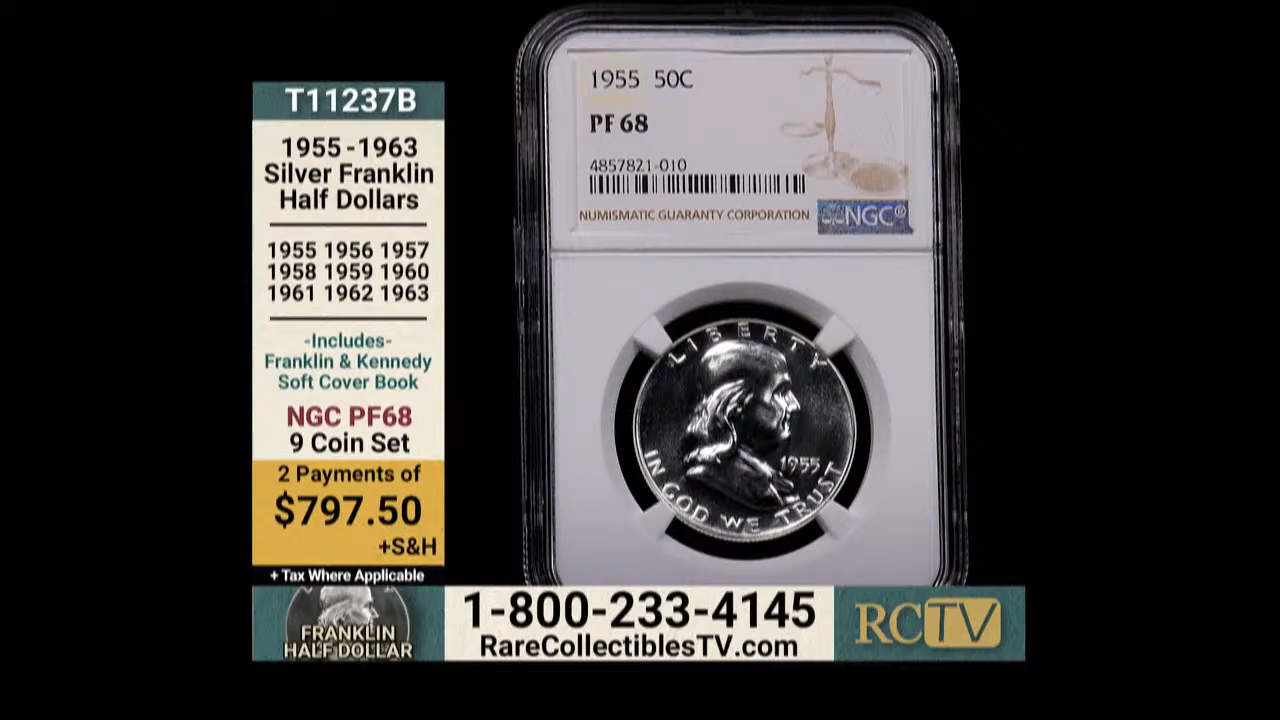 T11237B
1955-1963
Silver Franklin
Half Dollars
1955 1956 1957
1958 1959 1960
1961 1962 1963
-Includes-
Franklin & Kennedy
Soft Cover Book
NGC PF68
9 Coin Set
2 Payments of
$797.50
+S&H
+ Tax Where Applicable
1955 50C
PF 68
4857821-010
NUMISMATIC GUARANTY CORPORATION
NGC®
LIBERTY
1955
IN GOD WE TRUST
FRANKLIN
HALF DOLLAR
1-800-233-4145
RareCollectiblesTV.com
RCTV